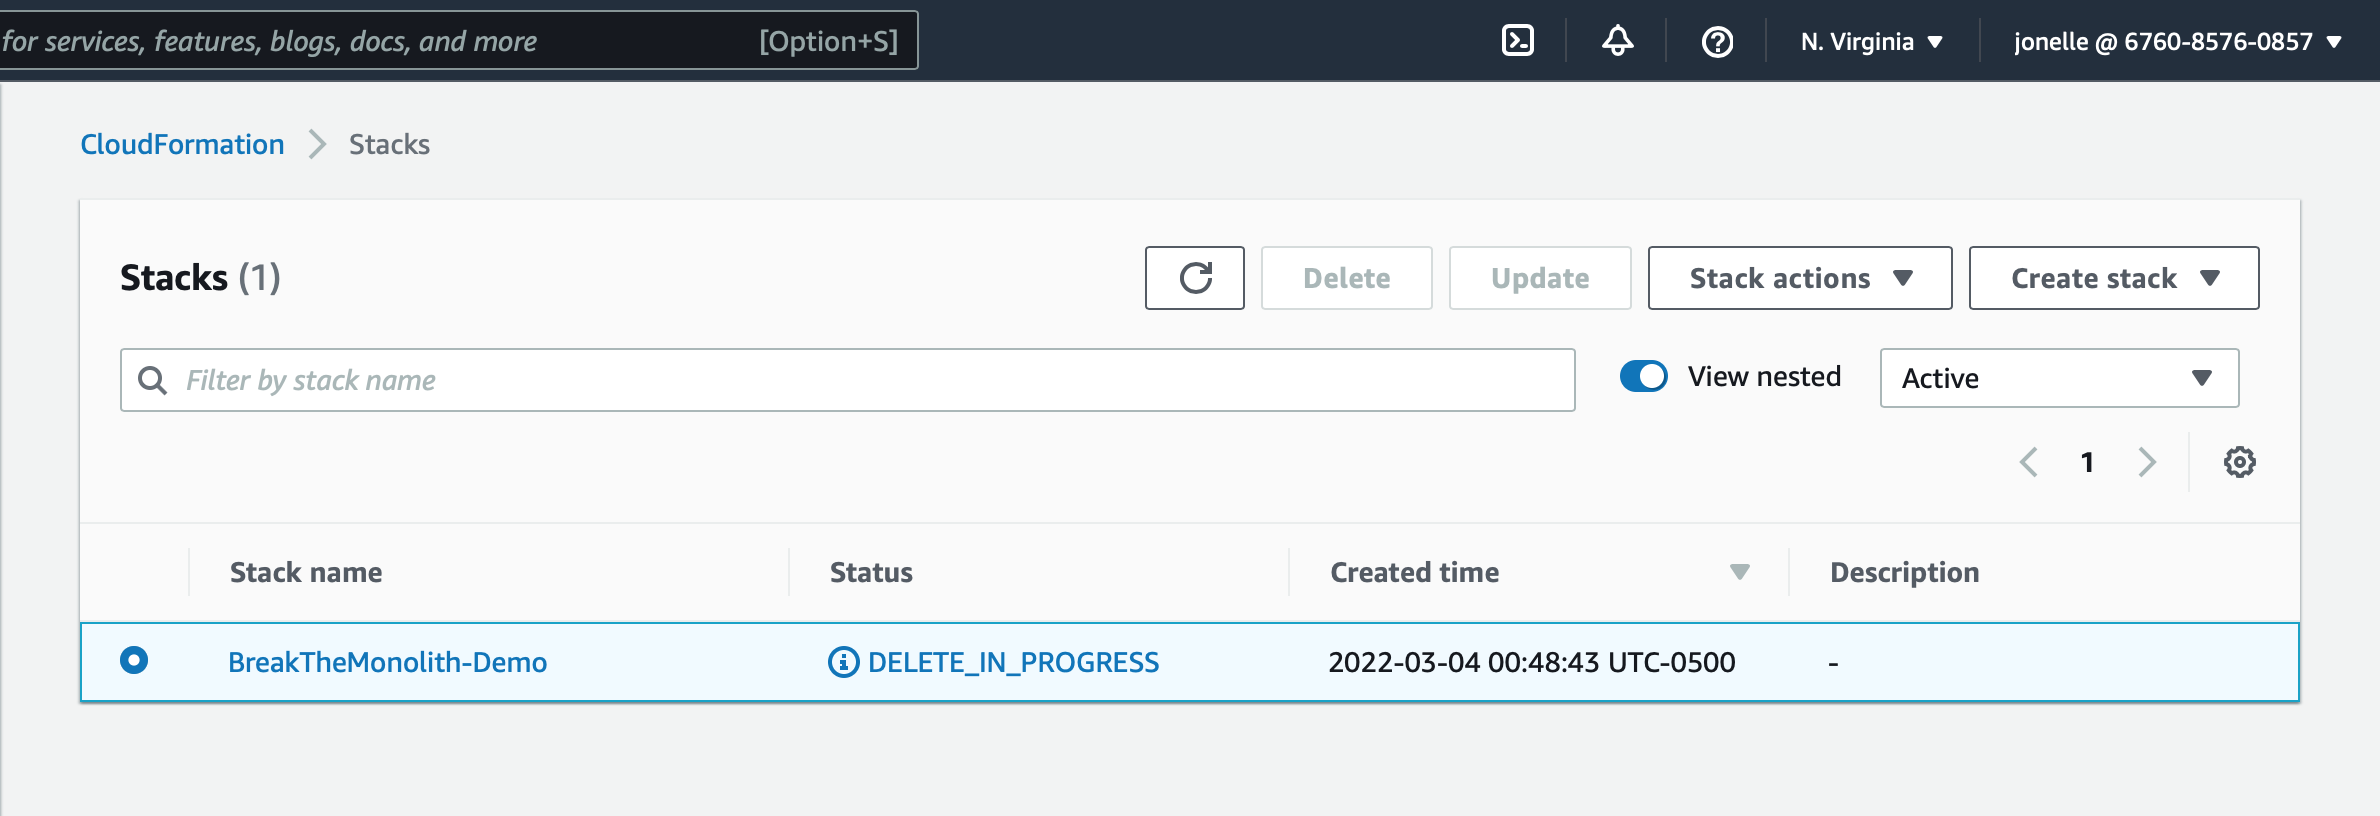 for services, features, blogs, docs, and more [Option+S] N. Virginia jonelle @ 6760-8576-0857
CloudFormation Stacks
Stacks (1) Delete Update Stack actions Create stack
Filter by stack name View nested Active
1
Stack name Status Created time Description
BreakTheMonolith-Demo DELETE_IN_PROGRESS 2022-03-04 00:48:43 UTC-0500 -